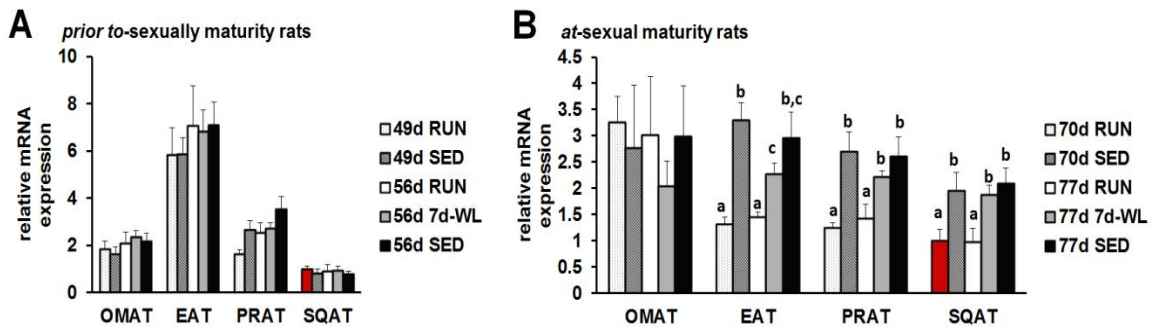 A
prior to-sexually maturity rats
relative mRNA
expression
10
8
6
4
2
0
OMAT EAT PRAT SQAT
49d RUN
49d SED
56d RUN
56d 7d-WL
56d SED
B
at-sexual maturity rats
relative mRNA
expression
4.5
4
3.5
3
2.5
2
1.5
1
0.5
0
a b a c b,c
a b a b b
a b a b b
OMAT EAT PRAT SQAT
70d RUN
70d SED
77d RUN
77d 7d-WL
77d SED